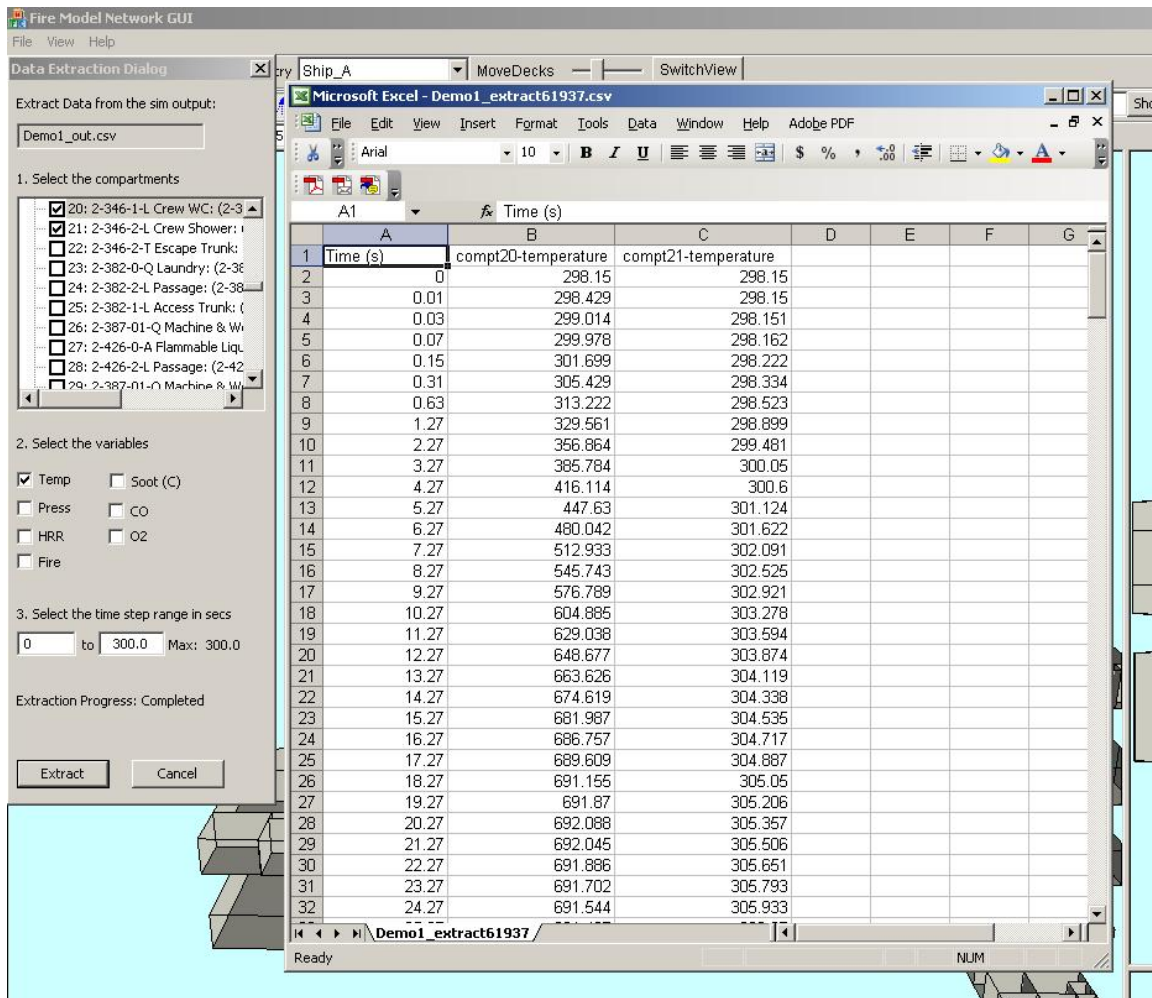 Fire Model Network GUI
File View Help
Data Extraction Dialog
Ship_A MoveDecks SwitchView
Extract Data from the sim output:
Demo1_out.csv
1. Select the compartments
20: 2-346-1-L Crew WC: (2-3
21: 2-346-2-L Crew Shower:
22: 2-346-2-T Escape Trunk:
23: 2-382-0-Q Laundry: (2-38
24: 2-382-2-L Passage: (2-38
25: 2-382-1-L Access Trunk: (
26: 2-387-01-Q Machine & W
27: 2-426-0-A Flammable Liqu
28: 2-426-2-L Passage: (2-42
29: 2-387-01-Q Machine & W
2. Select the variables
Temp Soot (C)
Press CO
HRR O2
Fire
3. Select the time step range in secs
0 to 300.0 Max: 300.0
Extraction Progress: Completed
Extract Cancel
Microsoft Excel - Demo1_extract61937.csv
File Edit View Insert Format Tools Data Window Help Adobe PDF
Arial 10 B I U $ % ,
A1 fx Time (s)
A B C D E F G
1 Time (s) compt20-temperature compt21-temperature
2 0 298.15 298.15
3 0.01 298.429 298.15
4 0.03 299.014 298.151
5 0.07 299.978 298.162
6 0.15 301.699 298.222
7 0.31 305.429 298.334
8 0.63 313.222 298.523
9 1.27 329.561 298.899
10 2.27 356.864 299.481
11 3.27 385.784 300.05
12 4.27 416.114 300.6
13 5.27 447.63 301.124
14 6.27 480.042 301.622
15 7.27 512.933 302.091
16 8.27 545.743 302.525
17 9.27 576.789 302.921
18 10.27 604.885 303.278
19 11.27 629.038 303.594
20 12.27 648.677 303.874
21 13.27 663.626 304.119
22 14.27 674.619 304.338
23 15.27 681.987 304.535
24 16.27 686.757 304.717
25 17.27 689.609 304.887
26 18.27 691.155 305.05
27 19.27 691.87 305.206
28 20.27 692.088 305.357
29 21.27 692.045 305.506
30 22.27 691.886 305.651
31 23.27 691.702 305.793
32 24.27 691.544 305.933
Demo1_extract61937
Ready NUM